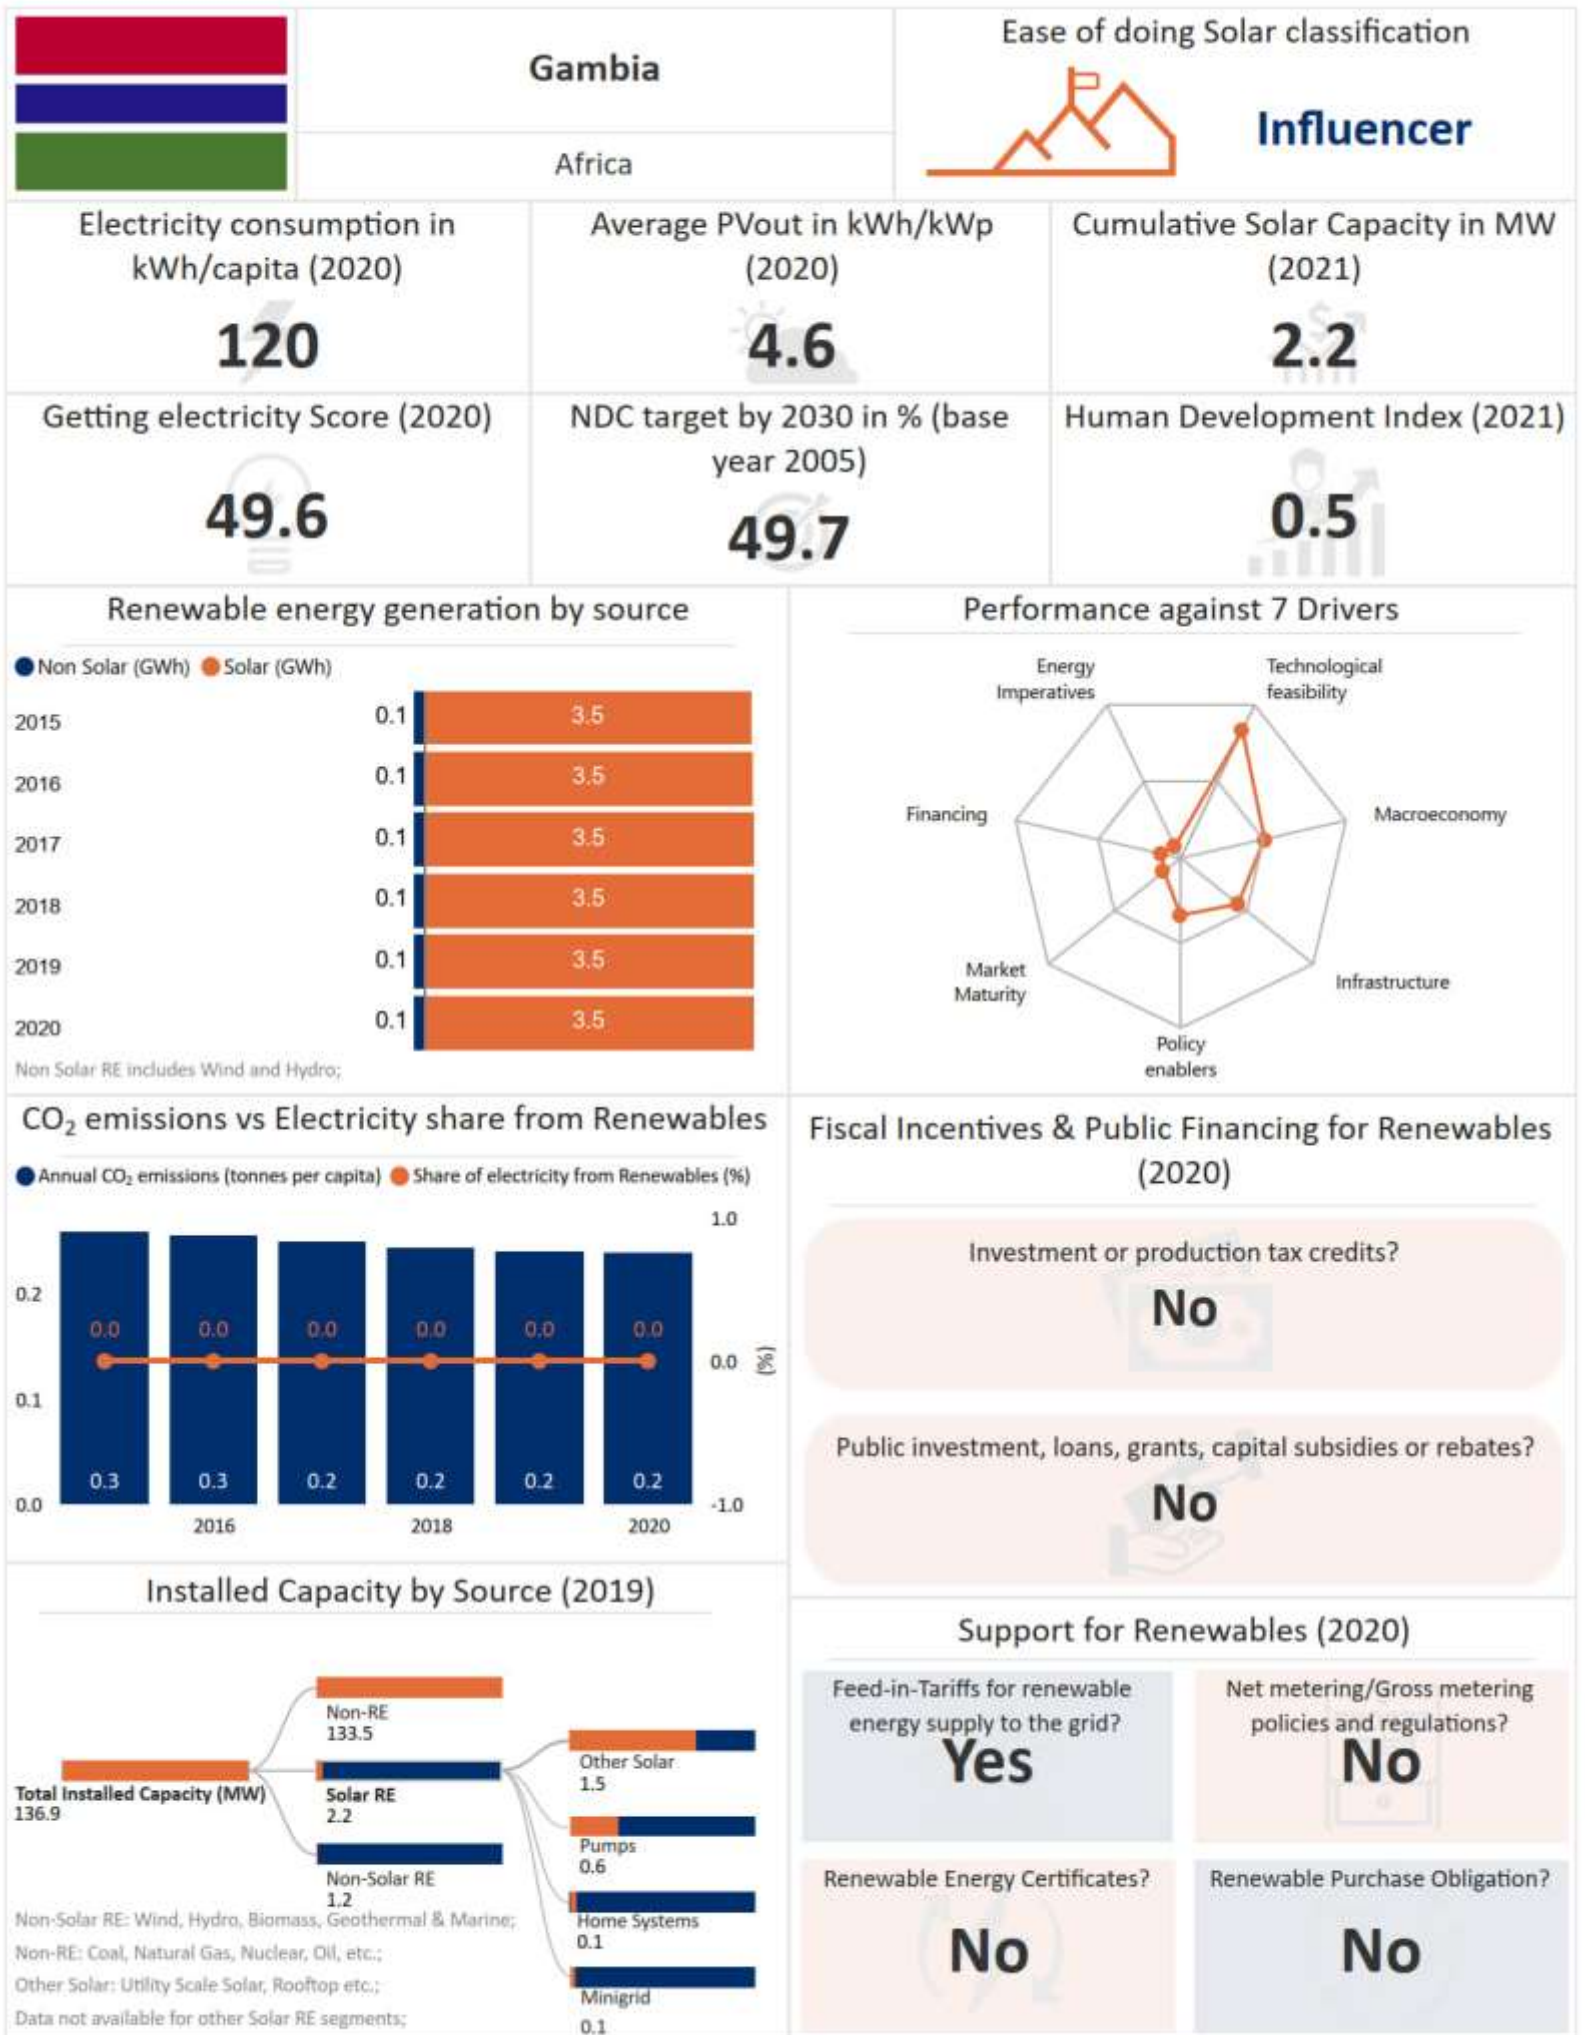 Gambia
Africa
Ease of doing Solar classification
Influencer
Electricity consumption in
kWh/capita (2020)
120
Average PVout in kWh/kWp
(2020)
4.6
Cumulative Solar Capacity in MW
(2021)
2.2
Getting electricity Score (2020)
49.6
NDC target by 2030 in % (base
year 2005)
49.7
Human Development Index (2021)
0.5
Renewable energy generation by source
Non Solar (GWh) Solar (GWh)
2015 0.1 3.5
2016 0.1 3.5
2017 0.1 3.5
2018 0.1 3.5
2019 0.1 3.5
2020 0.1 3.5
Non Solar RE includes Wind and Hydro;
Performance against 7 Drivers
Energy
Imperatives
Technological
feasibility
Financing
Macroeconomy
Market
Maturity
Infrastructure
Policy
enablers
CO₂ emissions vs Electricity share from Renewables
Annual CO₂ emissions (tonnes per capita) Share of electricity from Renewables (%)
1.0
0.2
0.0 0.0 0.0 0.0 0.0 0.0
0.0 (%)
0.1
0.3 0.3 0.2 0.2 0.2 0.2
0.0 -1.0
2016 2018 2020
Fiscal Incentives & Public Financing for Renewables
(2020)
Investment or production tax credits?
No
Public investment, loans, grants, capital subsidies or rebates?
No
Installed Capacity by Source (2019)
Total Installed Capacity (MW)
136.9
Non-RE
133.5
Solar RE
2.2
Non-Solar RE
1.2
Other Solar
1.5
Pumps
0.6
Home Systems
0.1
Minigrid
0.1
Non-Solar RE: Wind, Hydro, Biomass, Geothermal & Marine;
Non-RE: Coal, Natural Gas, Nuclear, Oil, etc.;
Other Solar: Utility Scale Solar, Rooftop etc.;
Data not available for other Solar RE segments;
Support for Renewables (2020)
Feed-in-Tariffs for renewable
energy supply to the grid?
Yes
Net metering/Gross metering
policies and regulations?
No
Renewable Energy Certificates?
No
Renewable Purchase Obligation?
No